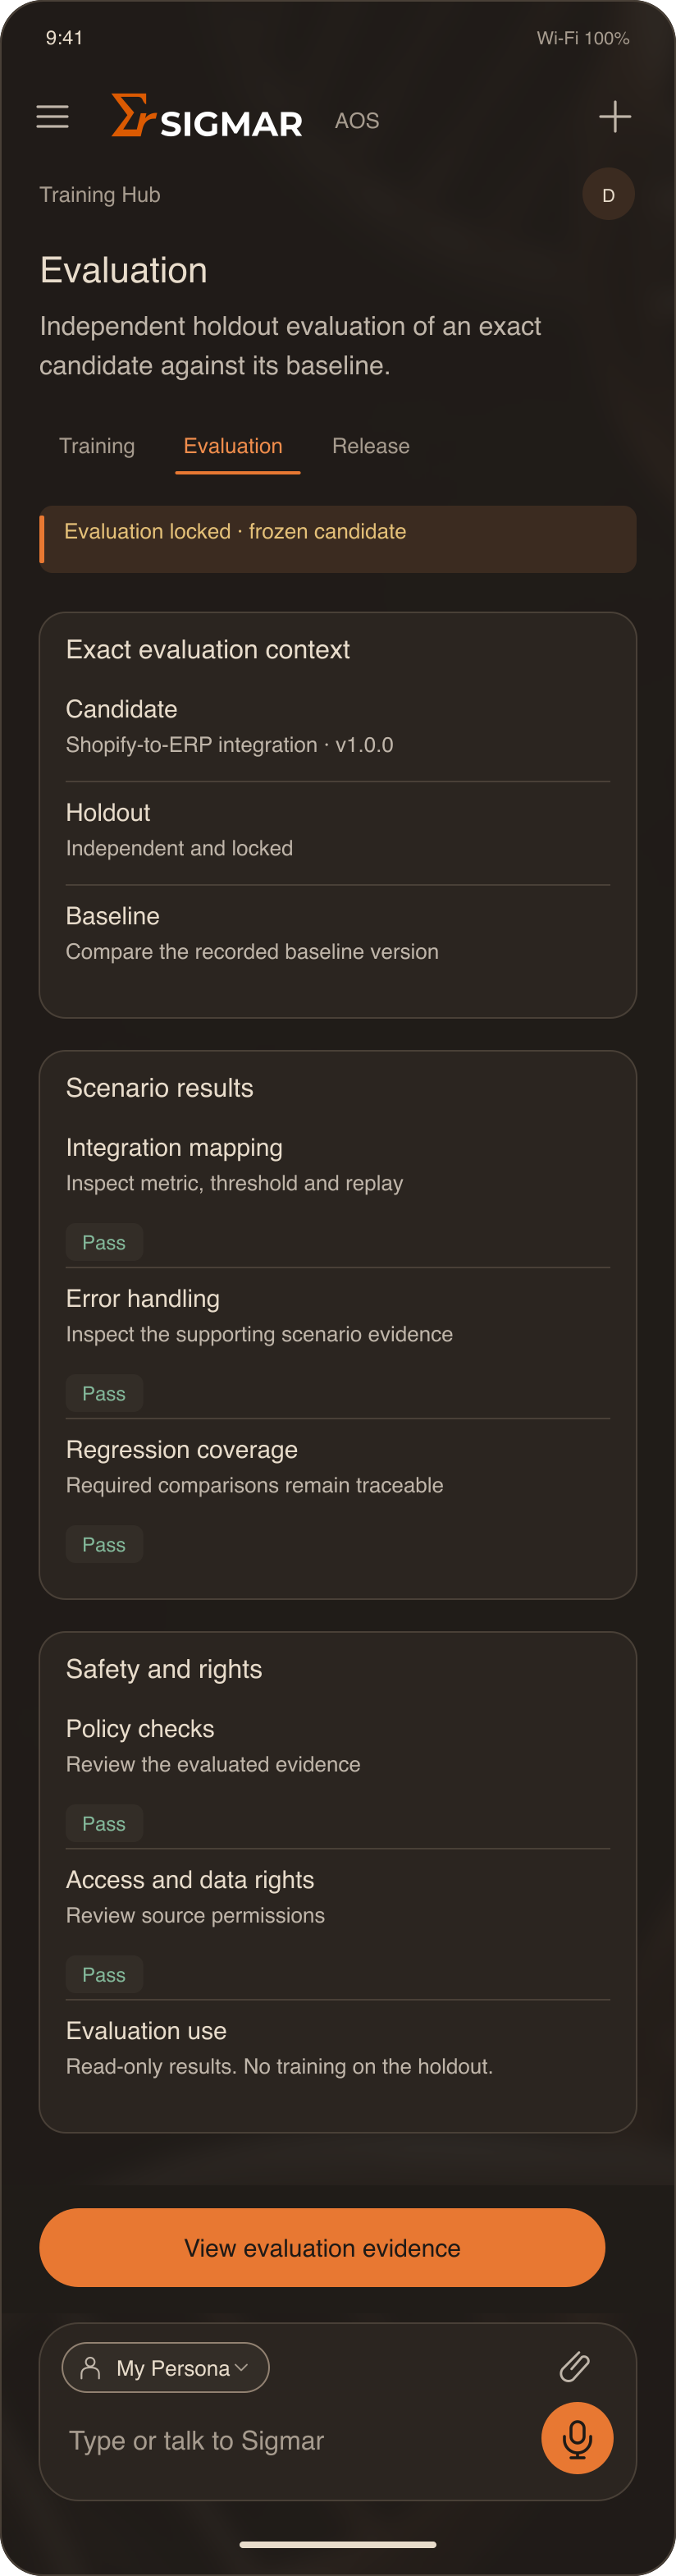 9:41
Wi-Fi 100%
Σr SIGMAR AOS
Training Hub
D
Evaluation
Independent holdout evaluation of an exact
candidate against its baseline.
Training Evaluation Release
Evaluation locked · frozen candidate
Exact evaluation context
Candidate
Shopify-to-ERP integration · v1.0.0
Holdout
Independent and locked
Baseline
Compare the recorded baseline version
Scenario results
Integration mapping
Inspect metric, threshold and replay
Pass
Error handling
Inspect the supporting scenario evidence
Pass
Regression coverage
Required comparisons remain traceable
Pass
Safety and rights
Policy checks
Review the evaluated evidence
Pass
Access and data rights
Review source permissions
Pass
Evaluation use
Read-only results. No training on the holdout.
View evaluation evidence
My Persona
Type or talk to Sigmar